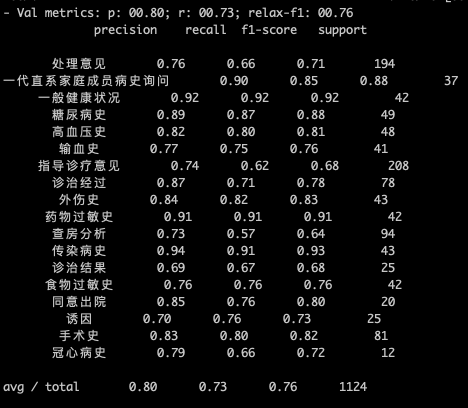 - Val metrics: p: 00.80; r: 00.73; relax-f1: 00.76
precision recall f1-score support
处理意见 0.76 0.66 0.71 194
一代直系家庭成员病史询问 0.90 0.85 0.88 37
一般健康状况 0.92 0.92 0.92 42
糖尿病史 0.89 0.87 0.88 49
高血压史 0.82 0.80 0.81 48
输血史 0.77 0.75 0.76 41
指导诊疗意见 0.74 0.62 0.68 208
诊治经过 0.87 0.71 0.78 78
外伤史 0.84 0.82 0.83 43
药物过敏史 0.91 0.91 0.91 42
查房分析 0.73 0.57 0.64 94
传染病史 0.94 0.91 0.93 43
诊治结果 0.69 0.67 0.68 25
食物过敏史 0.76 0.76 0.76 42
同意出院 0.85 0.76 0.80 20
诱因 0.70 0.76 0.73 25
手术史 0.83 0.80 0.82 81
冠心病史 0.79 0.66 0.72 12
avg / total 0.80 0.73 0.76 1124